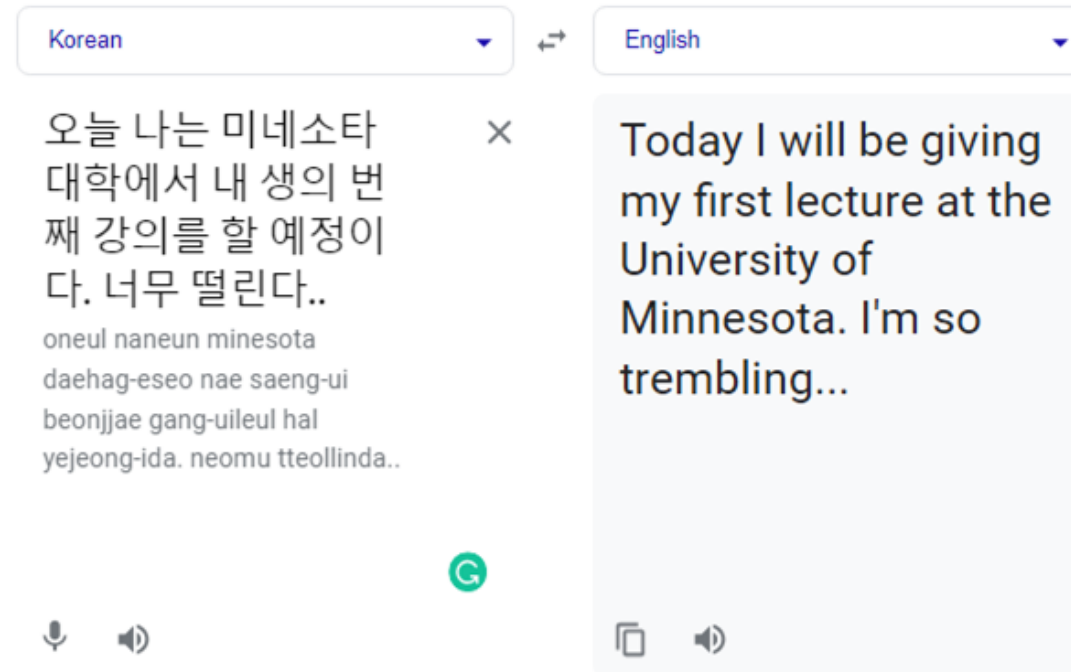 Korean
English
오늘 나는 미네소타
대학에서 내 생의 번
째 강의를 할 예정이
다. 너무 떨린다..
oneul naneun minesota
daehag-eseo nae saeng-ui
beonjjae gang-uileul hal
yejeong-ida. neomu tteollinda..
Today I will be giving
my first lecture at the
University of
Minnesota. I'm so
trembling...